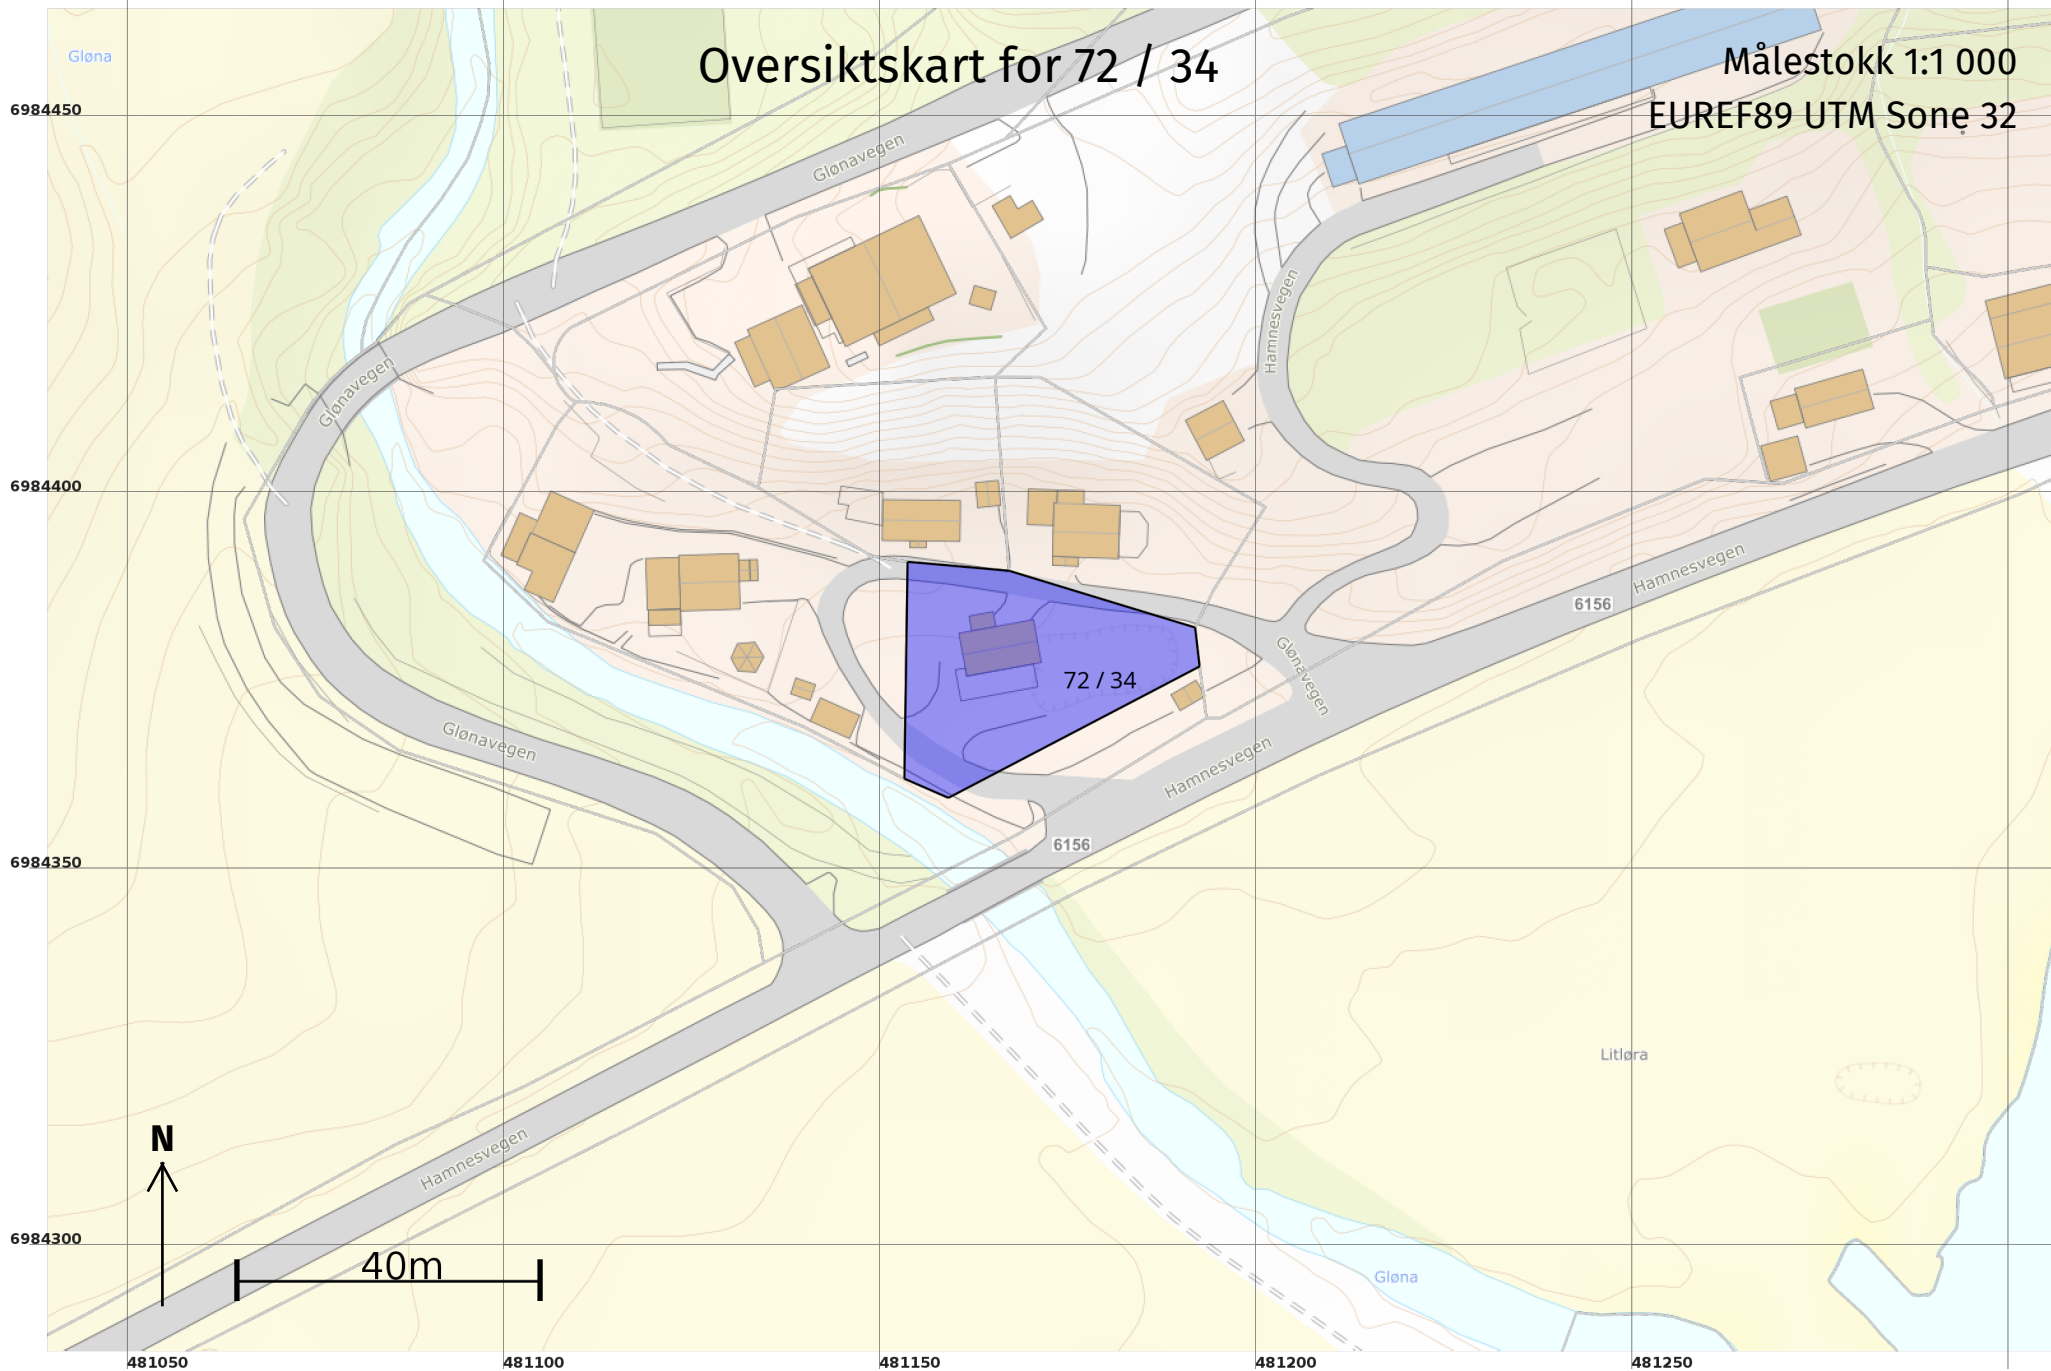 Gløna
Oversiktskart for 72 / 34
Målestokk 1:1 000
EUREF89 UTM Sone 32
6984450
Glønavegen
Hamnesvegen
Glønavegen
6984400
Hamnesvegen
6156
Glønavegen
72 / 34
Glønavegen
Hamnesvegen
6156
6984350
Litløra
N
Hamnesvegen
6984300
40m
Gløna
481050
481100
481150
481200
481250